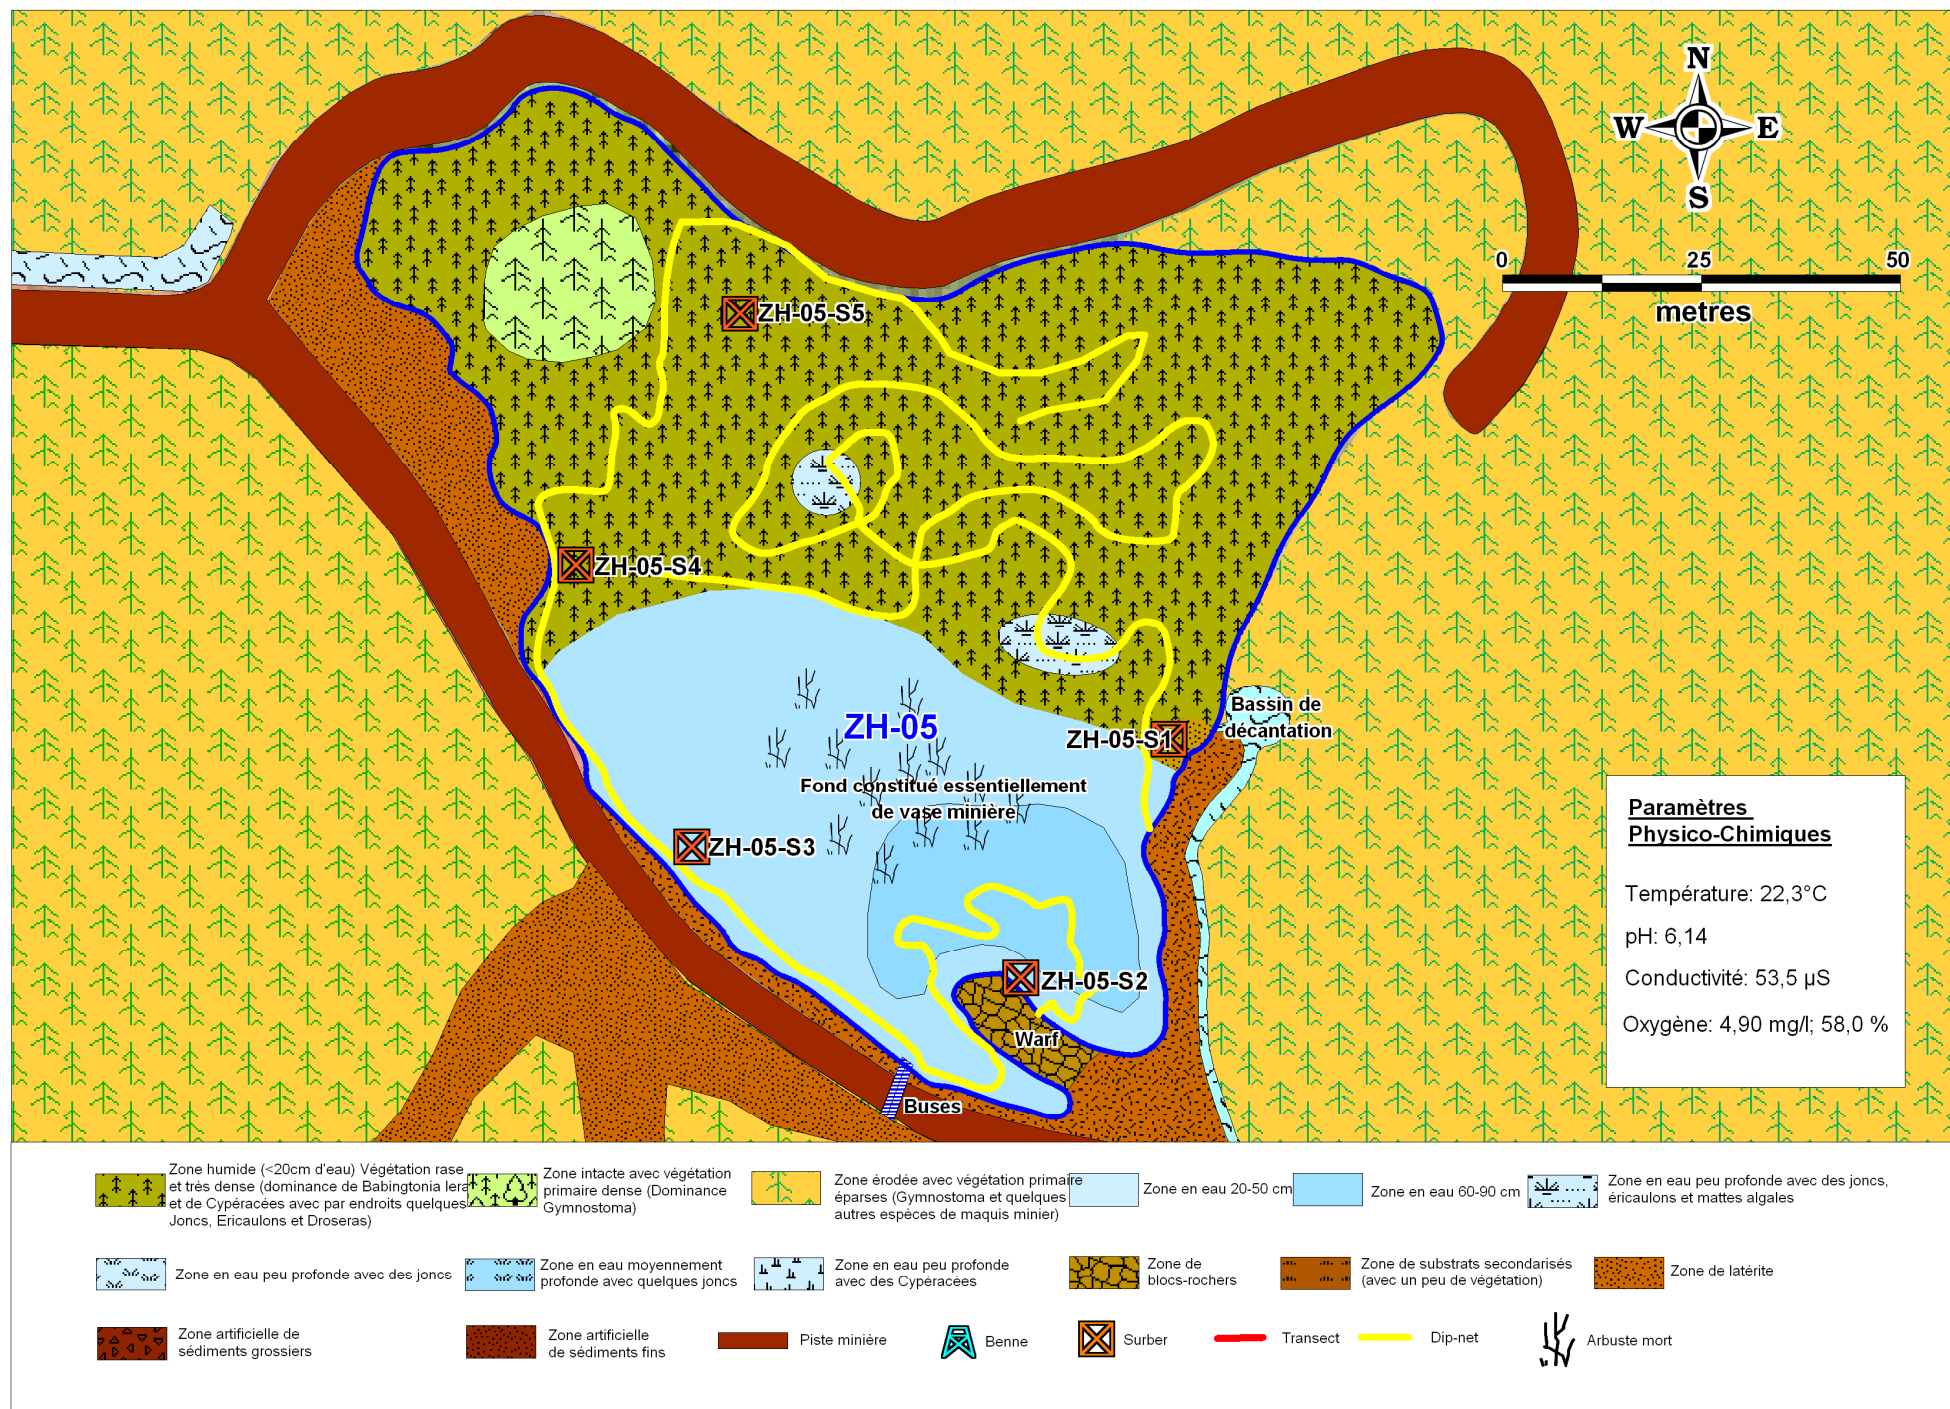 N
W
E
S
0
25
50
metres
ZH-05-S5
ZH-05-S4
ZH-05
Bassin de
décantation
ZH-05-S1
Fond constitué essentiellement
de vase minière
ZH-05-S3
ZH-05-S2
Warf
Buses
Paramètres
Physico-Chimiques
Température: 22,3°C
pH: 6,14
Conductivité: 53,5 µS
Oxygène: 4,90 mg/l; 58,0 %
Zone humide (<20cm d'eau) Végétation rase
et très dense (dominance de Babingtonia lera
et de Cypéracées avec par endroits quelques
Joncs, Ericaulons et Droseras)
Zone intacte avec végétation
primaire dense (Dominance
Gymnostoma)
Zone érodée avec végétation primaire
éparses (Gymnostoma et quelques
autres espèces de maquis minier)
Zone en eau 20-50 cm
Zone en eau 60-90 cm
Zone en eau peu profonde avec des joncs,
éricaulons et mattes algales
Zone en eau peu profonde avec des joncs
Zone en eau moyennement
profonde avec quelques joncs
Zone en eau peu profonde
avec des Cypéracées
Zone de
blocs-rochers
Zone de substrats secondarisés
(avec un peu de végétation)
Zone de latérite
Zone artificielle de
sédiments grossiers
Zone artificielle
de sédiments fins
Piste minière
Benne
Surber
Transect
Dip-net
Arbuste mort